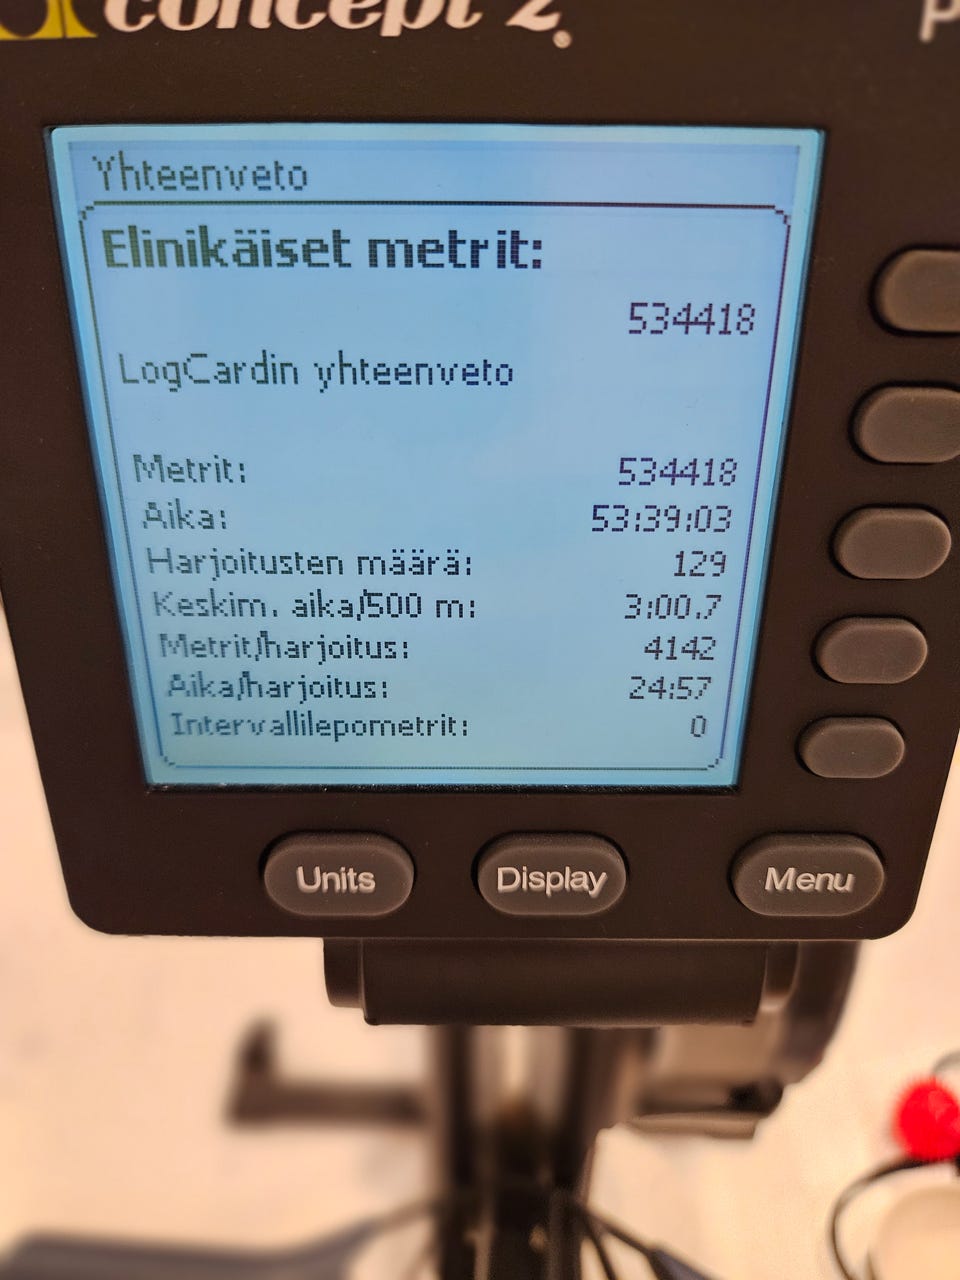 concept 2
Yhteenveto
Elinikäiset metrit:
534418
LogCardin yhteenveto
Metrit: 534418
Aika: 53:39:03
Harjoitusten määrä: 129
Keskim. aika/500 m: 3:00.7
Metrit/harjoitus: 4142
Aika/harjoitus: 24:57
Intervallilepometrit: 0
Units Display Menu